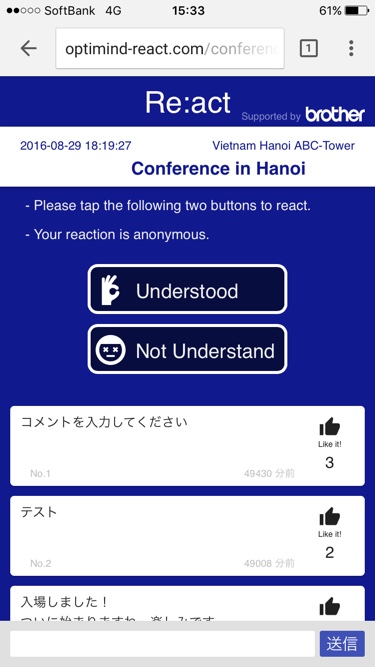 SoftBank 4G 15:33 61%
optimind-react.com/conferenc
1
Re:act
Supported by brother
2016-08-29 18:19:27 Vietnam Hanoi ABC-Tower
Conference in Hanoi
- Please tap the following two buttons to react.
- Your reaction is anonymous.
Understood
Not Understand
コメントを入力してください
Like it!
3
No.1 49430 分前
テスト
Like it!
2
No.2 49008 分前
入場しました！
送信